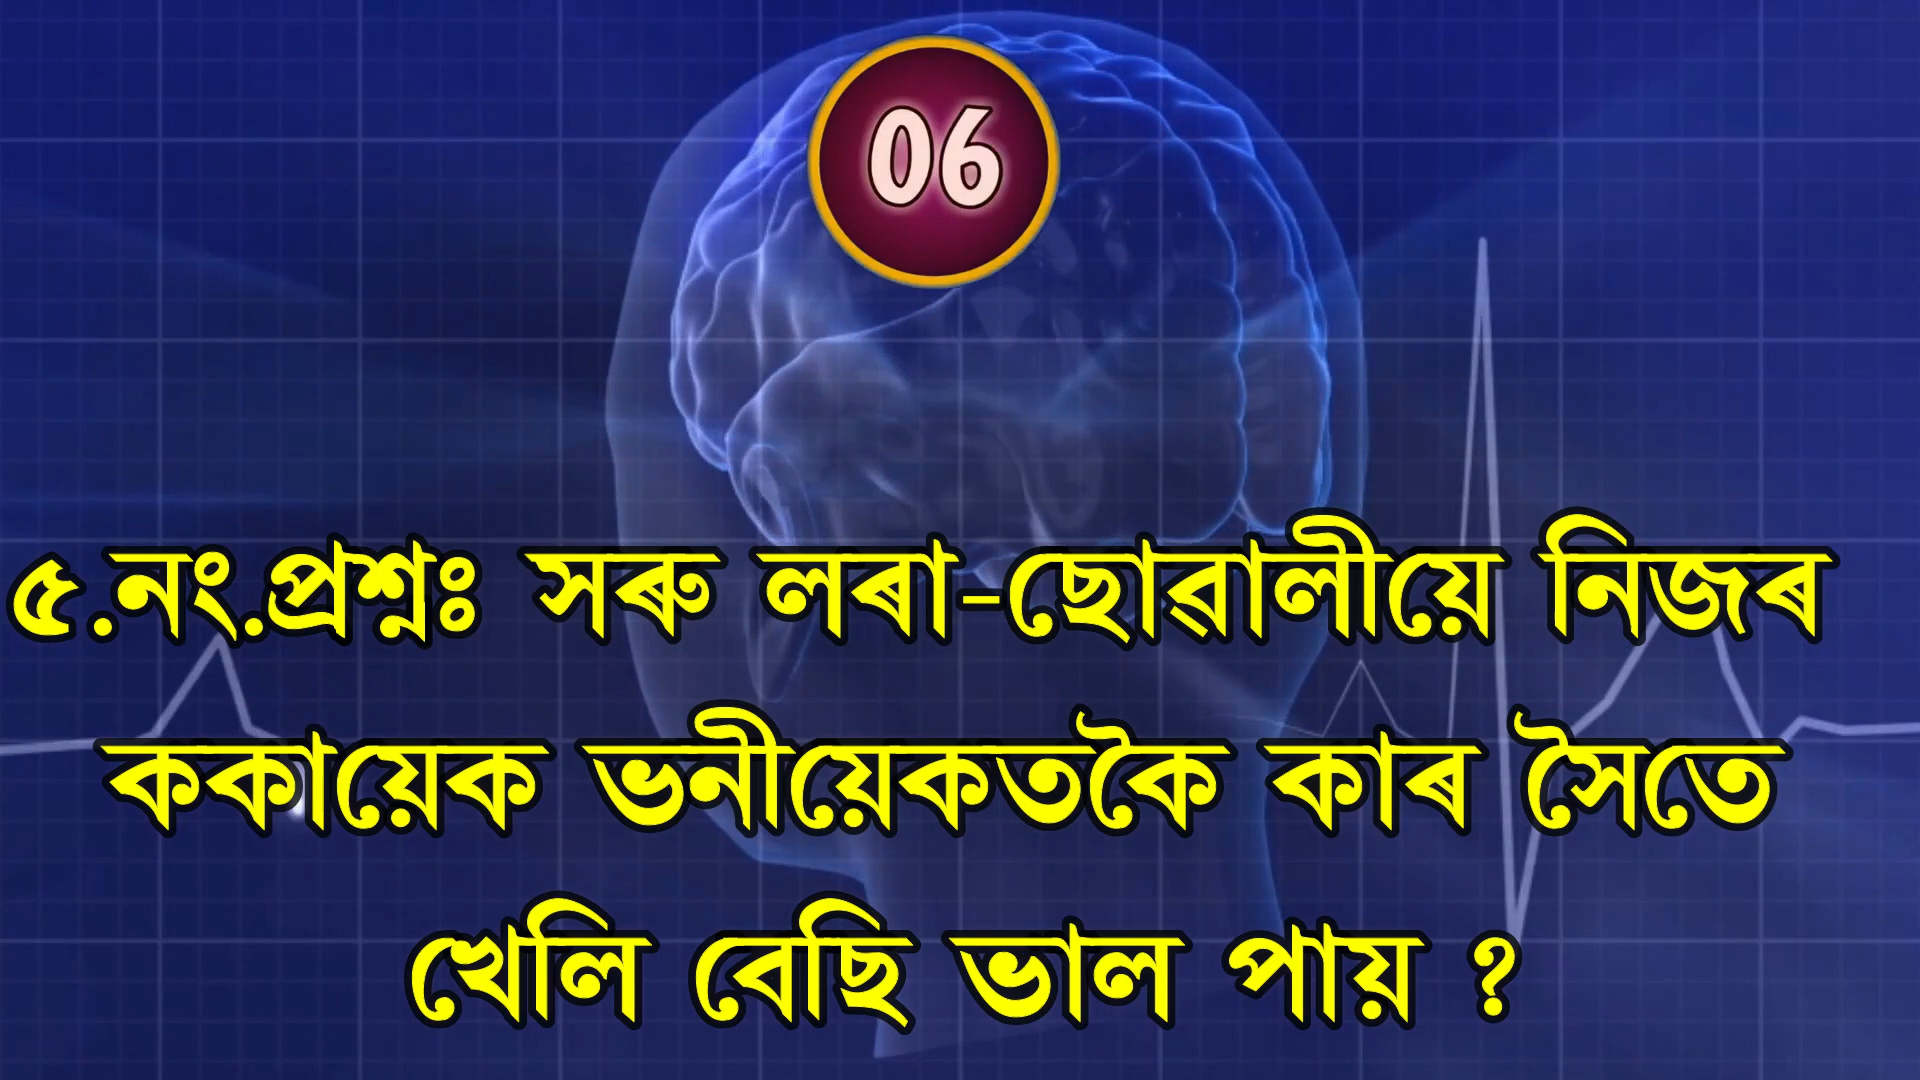 06
৫.নং.প্ৰশ্নঃ সৰু লৰা-ছোৱালীয়ে নিজৰ
ককায়েক ভনীয়েকতকৈ কাৰ সৈতে
খেলি বেছি ভাল পায় ?